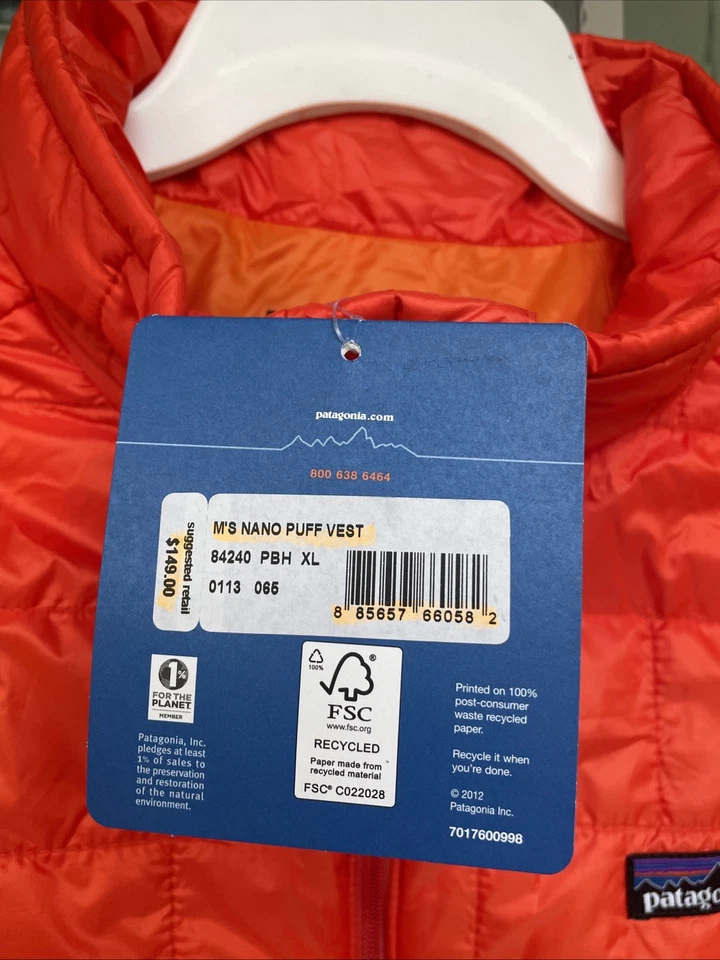 patagonia.com
800 638 6464
suggested retail
$149.00
M'S NANO PUFF VEST
84240 PBH XL
0113 065
8 85657 66058 2
1%
FOR THE
PLANET
MEMBER
Patagonia, Inc.
pledges at least
1% of sales to
the preservation
and restoration
of the natural
environment.
100%
®
FSC
www.fsc.org
RECYCLED
Paper made from
recycled material
FSC® C022028
Printed on 100%
post-consumer
waste recycled
paper.
Recycle it when
you're done.
© 2012
Patagonia Inc.
7017600998
patago